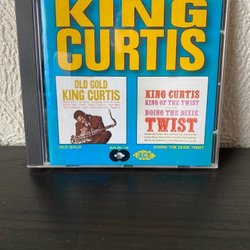 KING
CURTIS
OLD GOLD
KING CURTIS
KING CURTIS
KING OF THE TWIST
DOING THE DIXIE
TWIST
ACE
OLD GOLD
DOING THE DIXIE TWIST